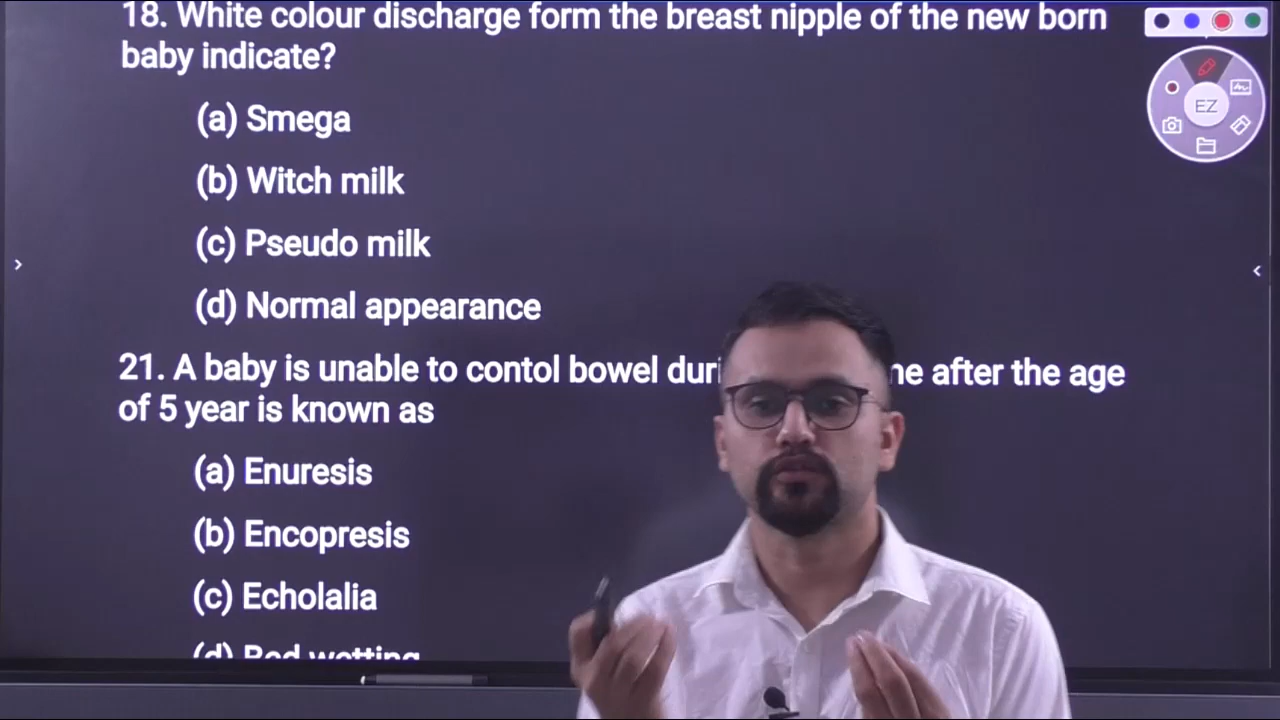 18. White colour discharge form the breast nipple of the new born
baby indicate?
(a) Smega
(b) Witch milk
(c) Pseudo milk
(d) Normal appearance
21. A baby is unable to contol bowel after the age
of 5 year is known as
(a) Enuresis
(b) Encopresis
(c) Echolalia
(d) Bed wetting
EZ